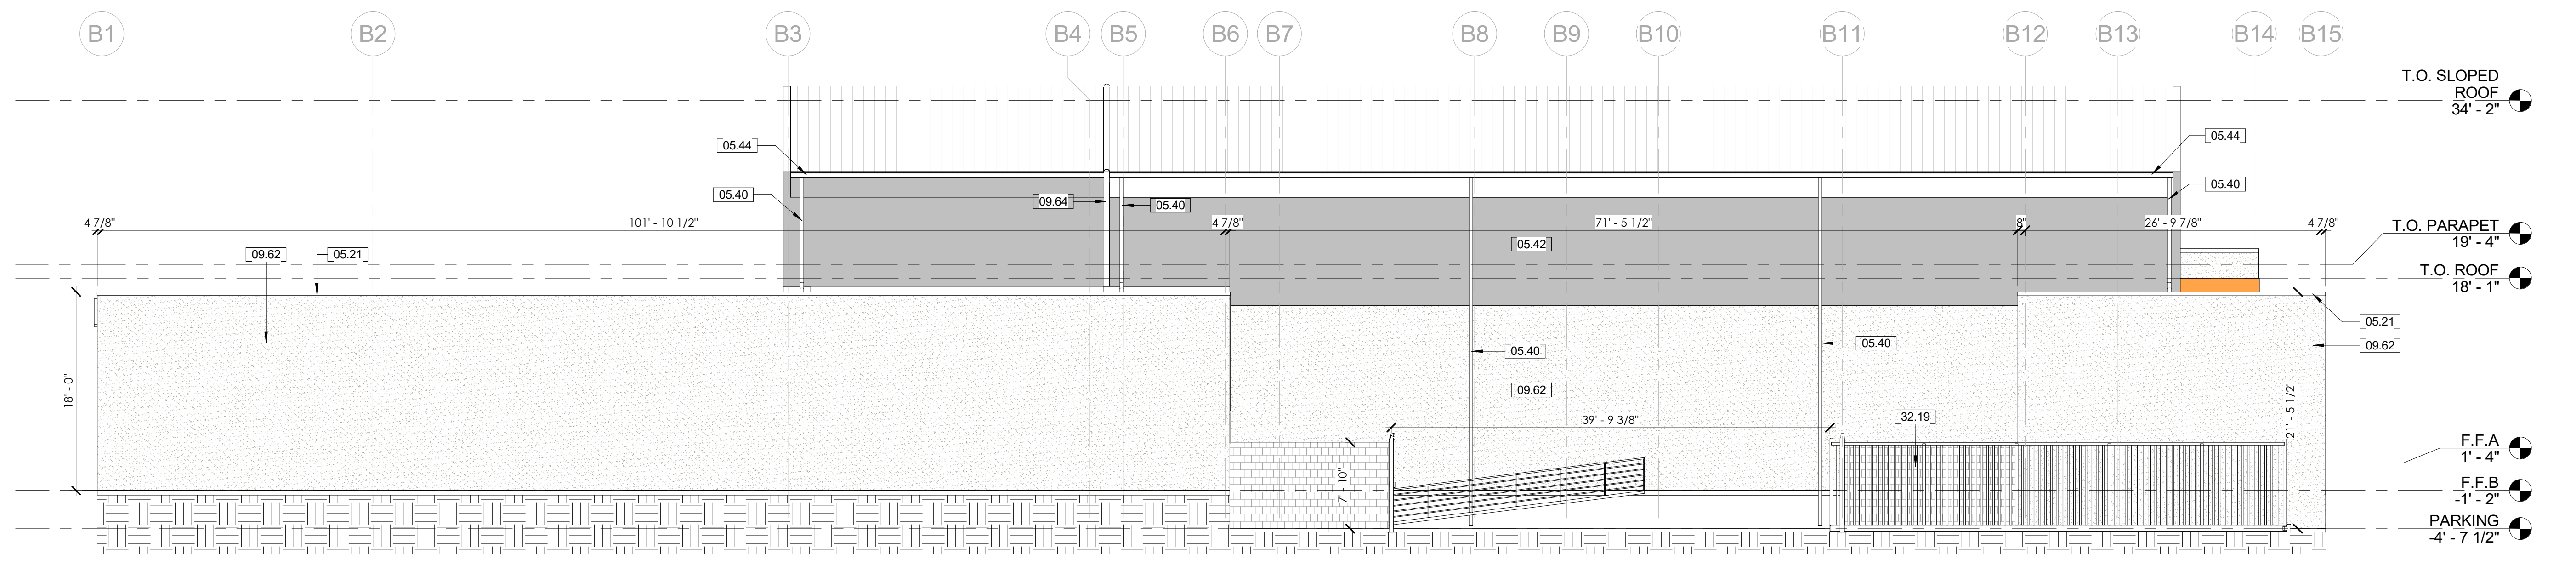 B1 B2 B3 B4 B5 B6 B7 B8 B9 B10 B11 B12 B13 B14 B15
T.O. SLOPED
ROOF
34' - 2"
05.44
05.44
05.40
09.64
05.40
05.40
4 7/8"
101' - 10 1/2"
4 7/8"
71' - 5 1/2"
8"
26' - 9 7/8"
4 7/8"
T.O. PARAPET
19' - 4"
05.42
09.62
05.21
T.O. ROOF
18' - 1"
05.21
05.40
05.40
09.62
18' - 0"
09.62
39' - 9 3/8"
32.19
21' - 5 1/2"
F.F.A
1' - 4"
7' - 10"
F.F.B
-1' - 2"
PARKING
-4' - 7 1/2"